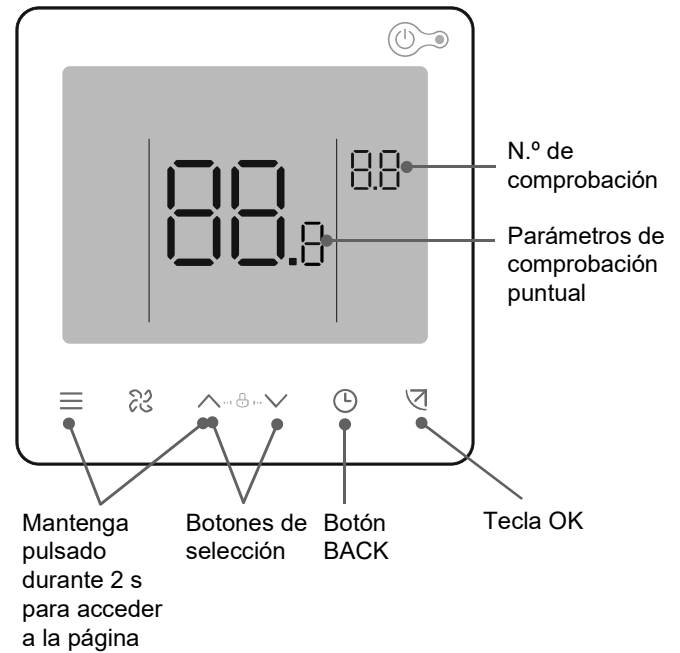 88.8
8.8
N.º de
comprobación
Parámetros de
comprobación
puntual
Mantenga
pulsado
durante 2 s
para acceder
a la página
Botones de
selección
Botón
BACK
Tecla OK